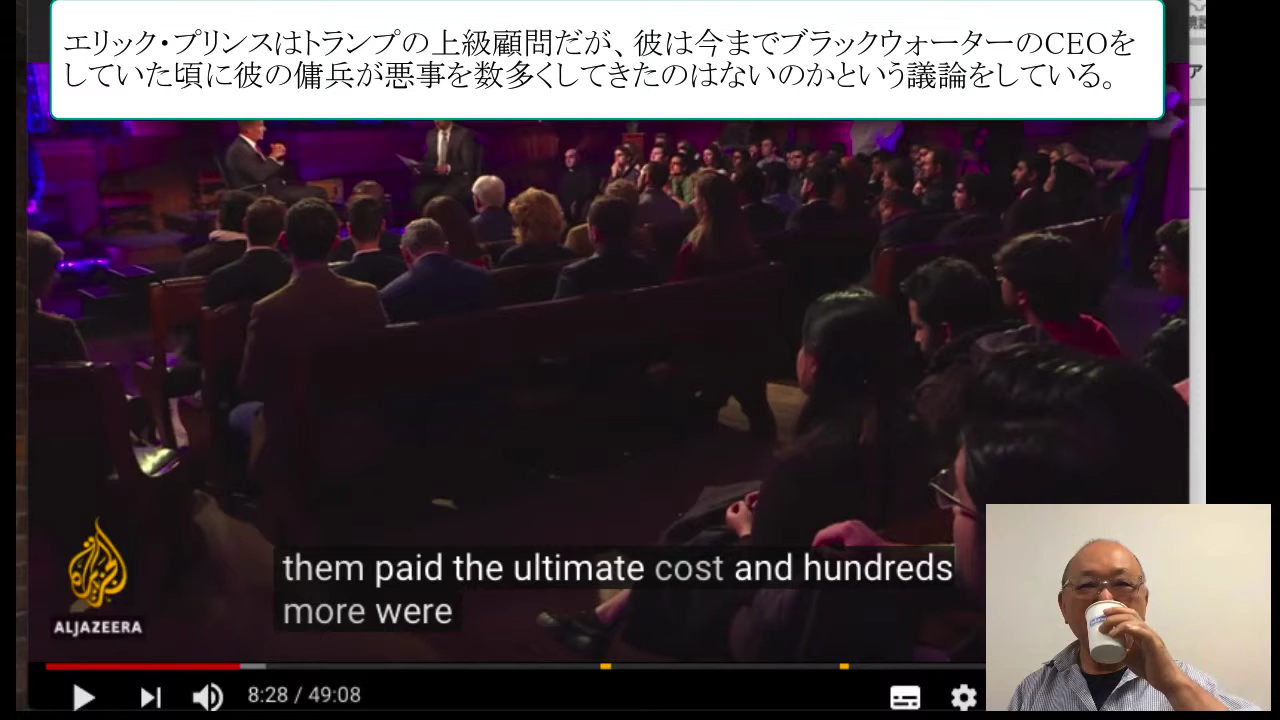 エリック・プリンスはトランプの上級顧問だが、彼は今までブラックウォーターのCEOを
していた頃に彼の傭兵が悪事を数多くしてきたのはないのかという議論をしている。
ア
them paid the ultimate cost and hundreds
more were
ALJAZEERA
8:28 / 49:08